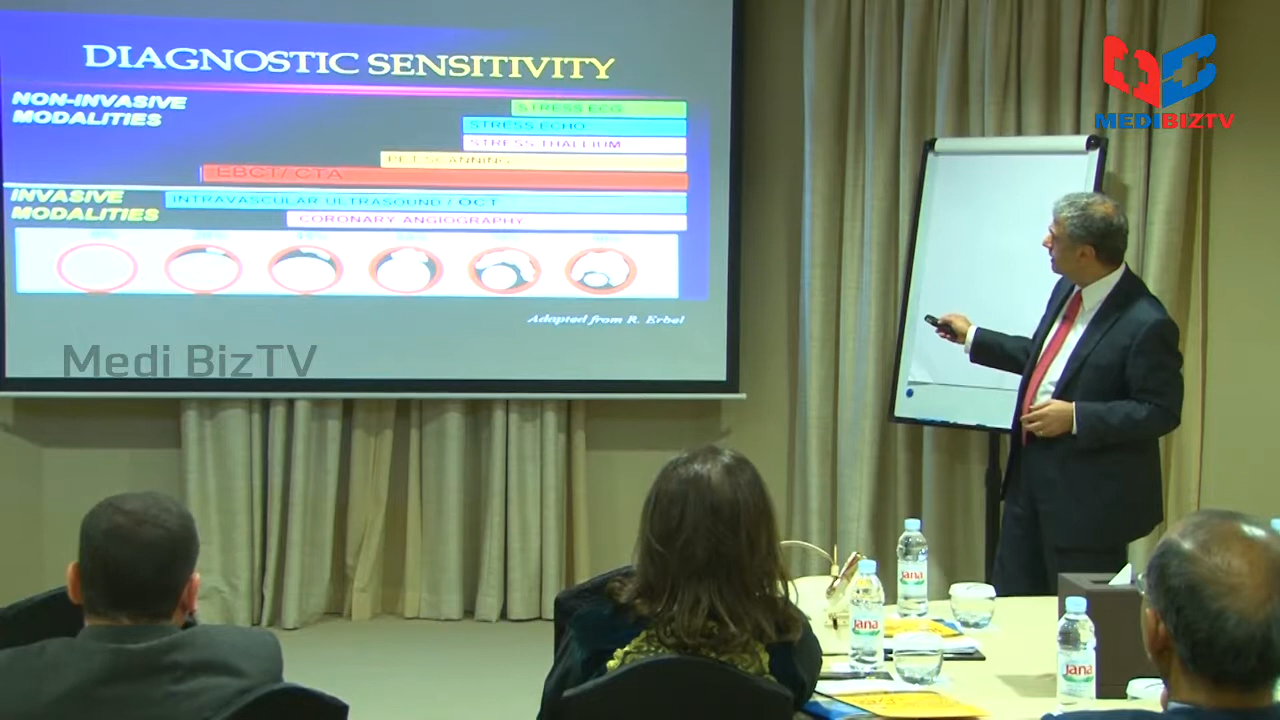 DIAGNOSTIC SENSITIVITY
NON-INVASIVE
MODALITIES
STRESS ECG
STRESS ECHO
STRESS THALLIUM
PET SCANNING
EBCT/ CTA
INVASIVE
MODALITIES
INTRAVASCULAR ULTRASOUND / OCT
CORONARY ANGIOGRAPHY
Adapted from R. Erbel
Medi BizTV
MEDIBIZTV
Jana
Jana
Jana